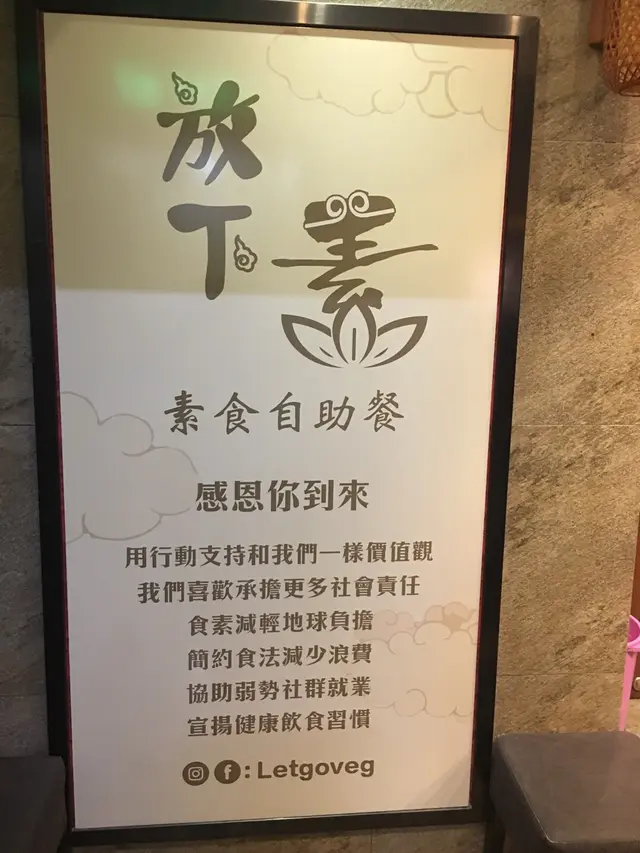 放下素
素食自助餐
感恩你到來
用行動支持和我們一樣價值觀
我們喜歡承擔更多社會責任
食素減輕地球負擔
簡約食法減少浪費
協助弱勢社群就業
宣揚健康飲食習慣
: Letgoveg